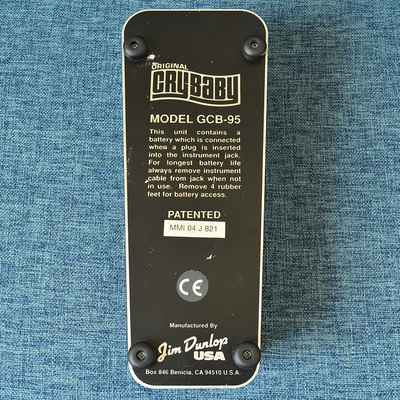 ORIGINAL
CRYBABY
MODEL GCB-95
This unit contains a
battery which is connected
when a plug is inserted
into the instrument jack.
For longest battery life
always remove instrument
cable from jack when not
in use. Remove 4 rubber
feet for battery access.
PATENTED
MMI 04 J 821
CE
Manufactured By
Jim Dunlop
USA
Box 846 Benicia, CA 94510 U.S.A.